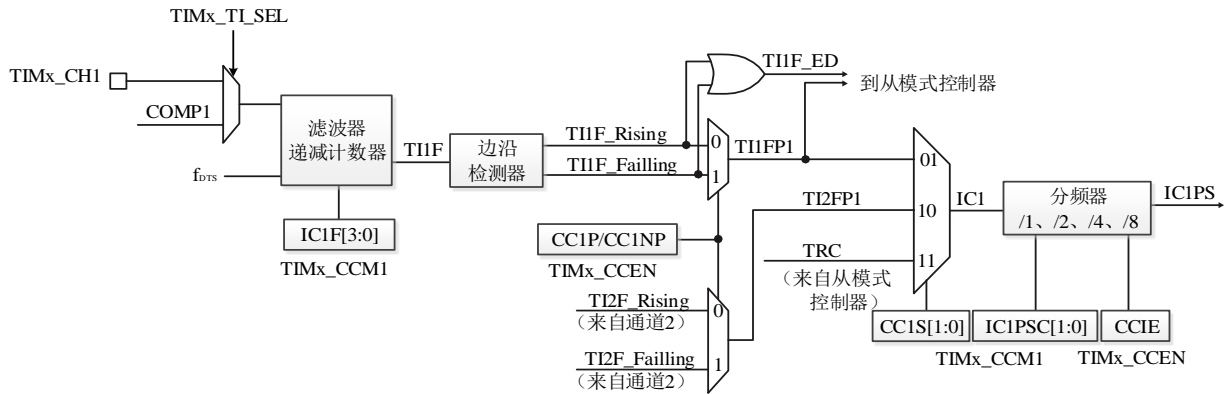 TIMx_TI_SEL
TIMx_CH1
COMP1
滤波器
递减计数器
fDTS
IC1F[3:0]
TIMx_CCM1
TI1F
边沿
检测器
TI1F_Rising
TI1F_Failling
TI1F_ED
到从模式控制器
0
1
TI1FP1
CC1P/CC1NP
TIMx_CCEN
TI2F_Rising
（来自通道2）
TI2F_Failling
（来自通道2）
0
1
TI2FP1
TRC
（来自从模式
控制器）
01
10
11
IC1
分频器
/1、/2、/4、/8
IC1PS
CC1S[1:0]
IC1PSC[1:0]
CCIE
TIMx_CCM1
TIMx_CCEN